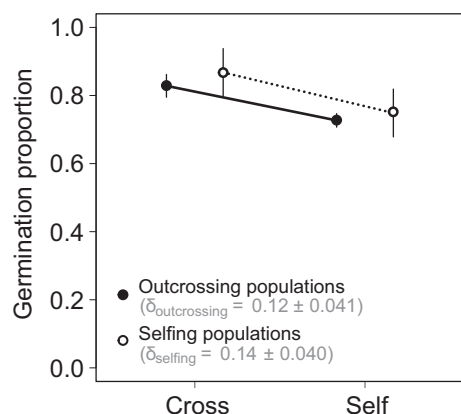 1.0
0.8
0.6
0.4
0.2
0.0
Germination proportion
Outcrossing populations
(δoutcrossing = 0.12 ± 0.041)
Selfing populations
(δselfing = 0.14 ± 0.040)
Cross Self